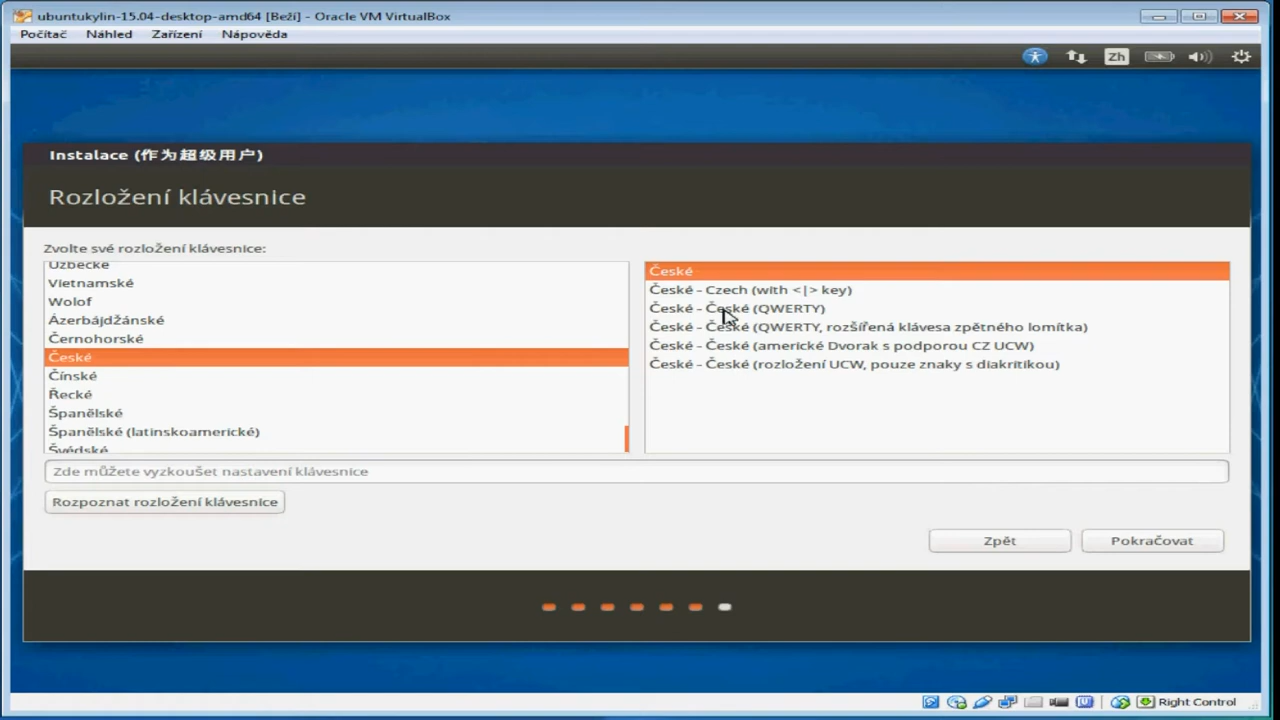 ubuntukylin-15.04-desktop-amd64 [Beží] - Oracle VM VirtualBox
Počítač Náhled Zařízení Nápověda
Zh
Instalace (作为超级用户)
Rozložení klávesnice
Zvolte své rozložení klávesnice:
Uzbecké
Vietnamské
Wolof
Ázerbájdžánské
Černohorské
České
Čínské
Řecké
Španělské
Španělské (latinskoamerické)
Švédské
České
České - Czech (with <|> key)
České - České (QWERTY)
České - České (QWERTY, rozšířená klávesa zpětného lomítka)
České - České (americké Dvorak s podporou CZ UCW)
České - České (rozložení UCW, pouze znaky s diakritikou)
Zde můžete vyzkoušet nastavení klávesnice
Rozpoznat rozložení klávesnice
Zpět
Pokračovat
Right Control